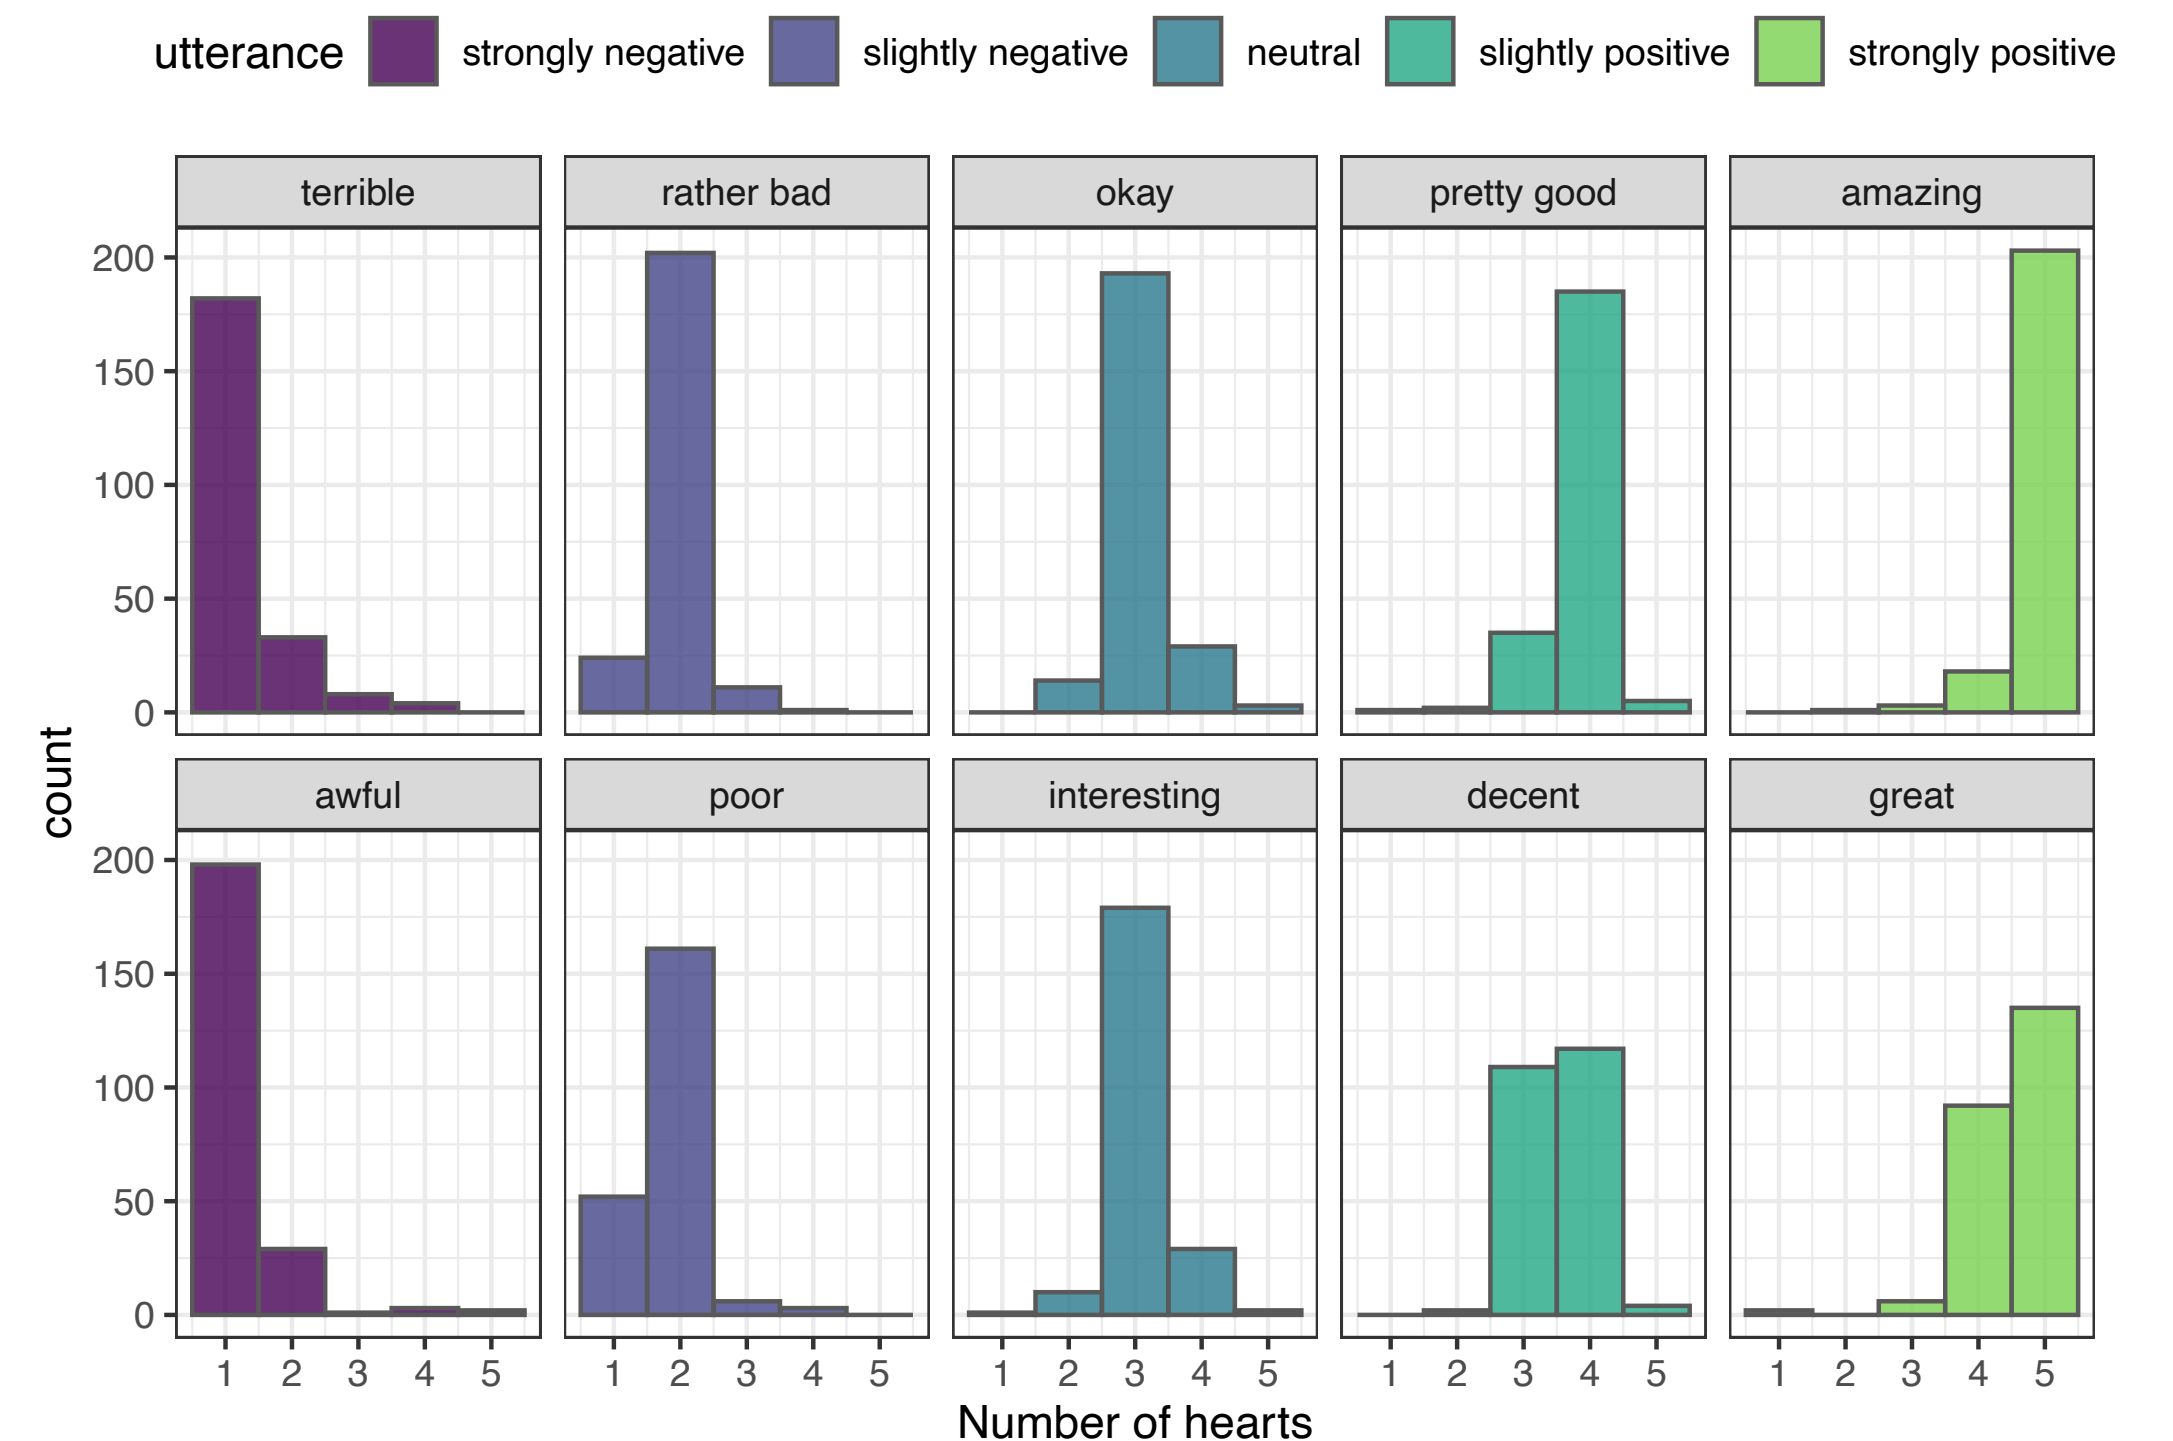 utterance strongly negative slightly negative neutral slightly positive strongly positive
terrible rather bad okay pretty good amazing
200
150
100
50
0
count
awful poor interesting decent great
200
150
100
50
0
1 2 3 4 5 1 2 3 4 5 1 2 3 4 5 1 2 3 4 5 1 2 3 4 5
Number of hearts